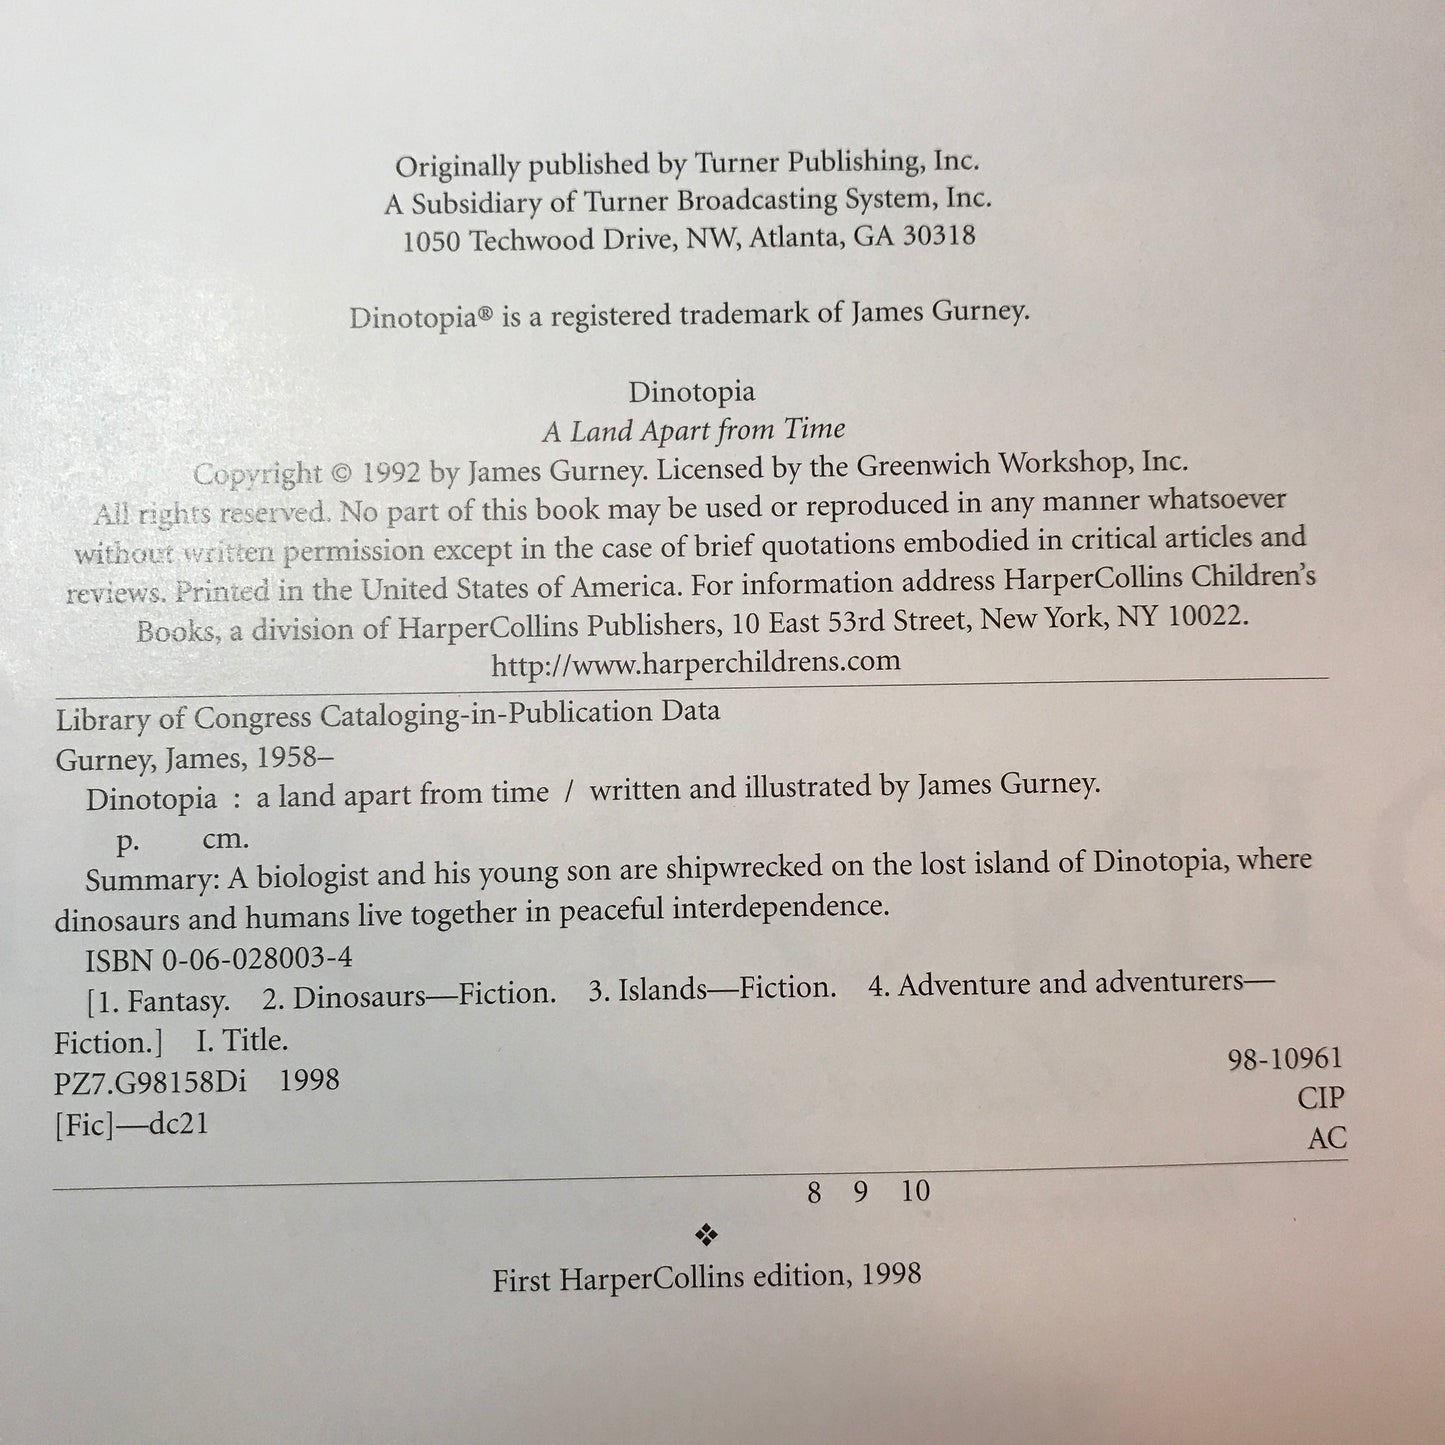 Originally published by Turner Publishing, Inc.
A Subsidiary of Turner Broadcasting System, Inc.
1050 Techwood Drive, NW, Atlanta, GA 30318
Dinotopia® is a registered trademark of James Gurney.
Dinotopia
A Land Apart from Time
Copyright © 1992 by James Gurney. Licensed by the Greenwich Workshop, Inc.
All rights reserved. No part of this book may be used or reproduced in any manner whatsoever
without written permission except in the case of brief quotations embodied in critical articles and
reviews. Printed in the United States of America. For information address HarperCollins Children's
Books, a division of HarperCollins Publishers, 10 East 53rd Street, New York, NY 10022.
http://www.harperchildrens.com
Library of Congress Cataloging-in-Publication Data
Gurney, James, 1958–
Dinotopia : a land apart from time / written and illustrated by James Gurney.
p. cm.
Summary: A biologist and his young son are shipwrecked on the lost island of Dinotopia, where
dinosaurs and humans live together in peaceful interdependence.
ISBN 0-06-028003-4
[1. Fantasy. 2. Dinosaurs—Fiction. 3. Islands—Fiction. 4. Adventure and adventurers—
Fiction.] I. Title.
PZ7.G98158Di 1998
98-10961
[Fic]—dc21
CIP
AC
8 9 10
❖
First HarperCollins edition, 1998